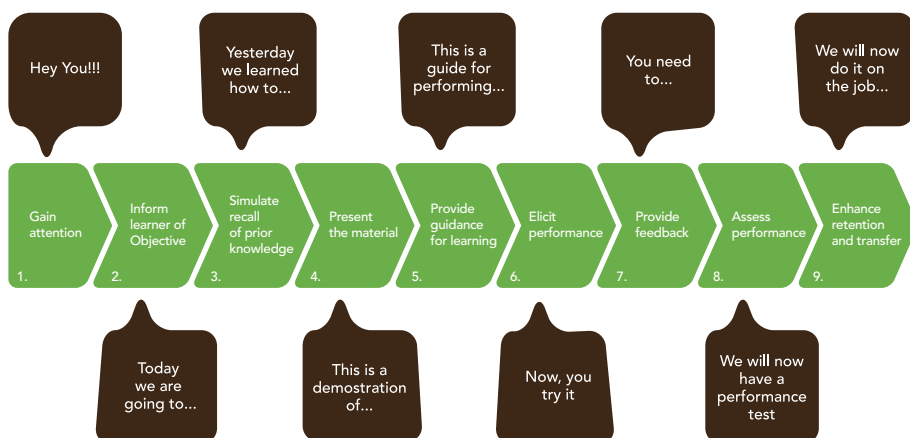 Hey You!!!
Yesterday
we learned
how to...
This is a
guide for
performing...
You need
to...
We will now
do it on
the job...
Gain
attention
1.
Inform
learner of
Objective
2.
Simulate
recall
of prior
knowledge
3.
Present
the material
4.
Provide
guidance
for learning
5.
Elicit
performance
6.
Provide
feedback
7.
Assess
performance
8.
Enhance
retention
and transfer
9.
Today
we are
going to...
This is a
demostration
of...
Now, you
try it
We will now
have a
performance
test